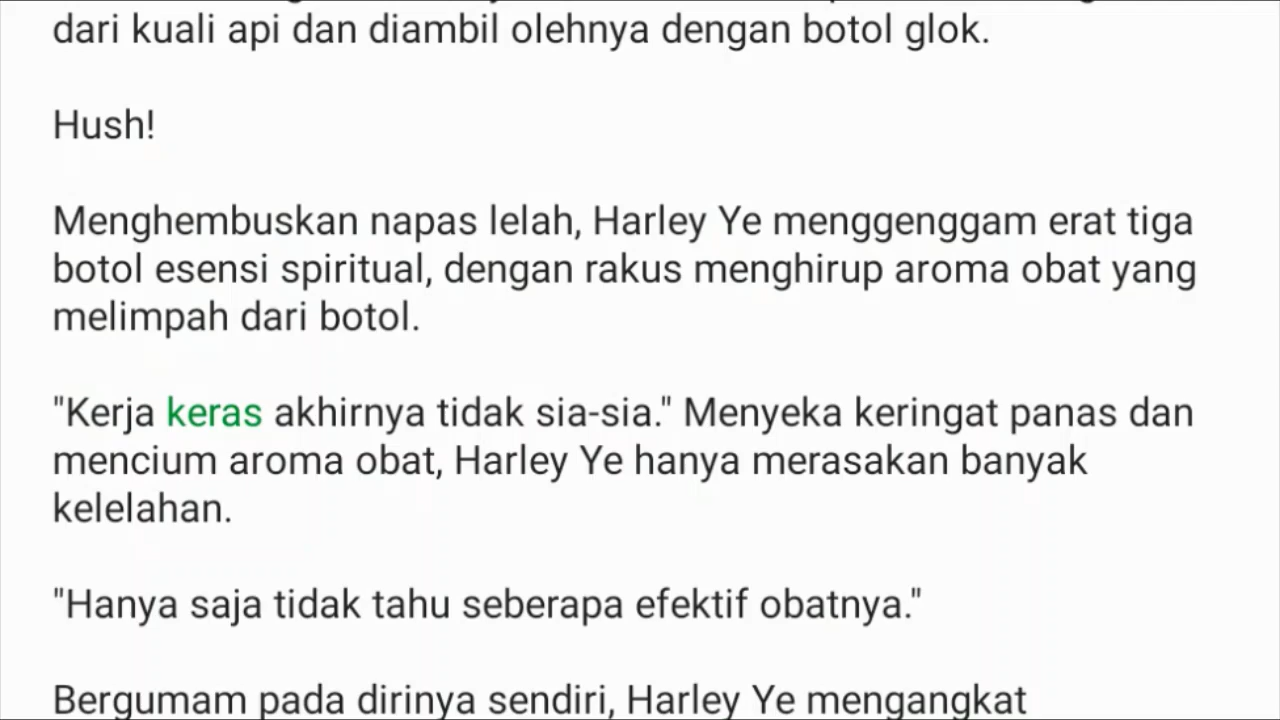 dari kuali api dan diambil olehnya dengan botol glok.
Hush!
Menghembuskan napas lelah, Harley Ye menggenggam erat tiga
botol esensi spiritual, dengan rakus menghirup aroma obat yang
melimpah dari botol.
"Kerja keras akhirnya tidak sia-sia." Menyeka keringat panas dan
mencium aroma obat, Harley Ye hanya merasakan banyak
kelelahan.
"Hanya saja tidak tahu seberapa efektif obatnya."
Bergumam pada dirinya sendiri, Harley Ye mengangkat